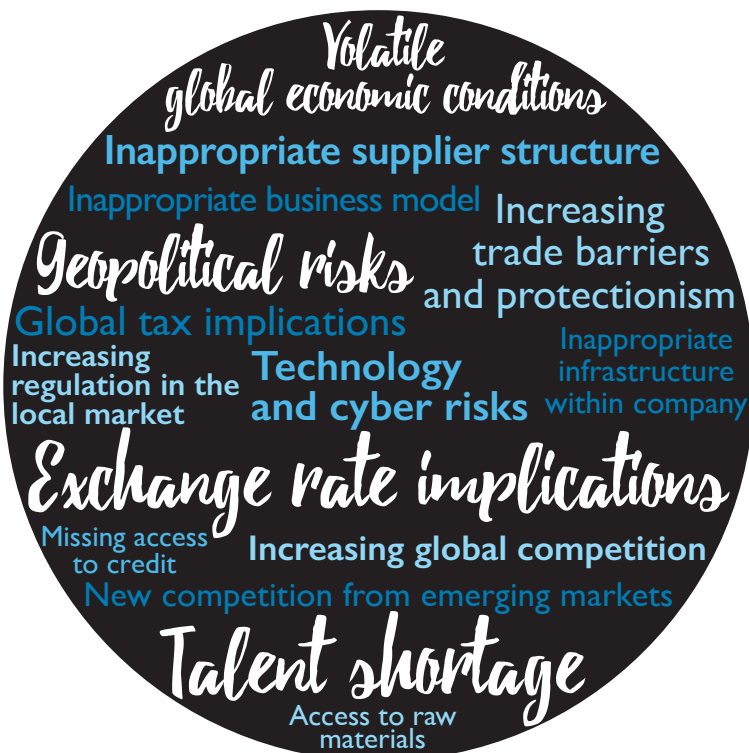 Volatile
global economic conditions
Inappropriate supplier structure
Inappropriate business model
Increasing
trade barriers
and protectionism
Geopolitical risks
Global tax implications
Increasing
regulation in the
local market
Technology
and cyber risks
Inappropriate
infrastructure
within company
Exchange rate implications
Missing access
to credit
Increasing global competition
New competition from emerging markets
Talent shortage
Access to raw
materials